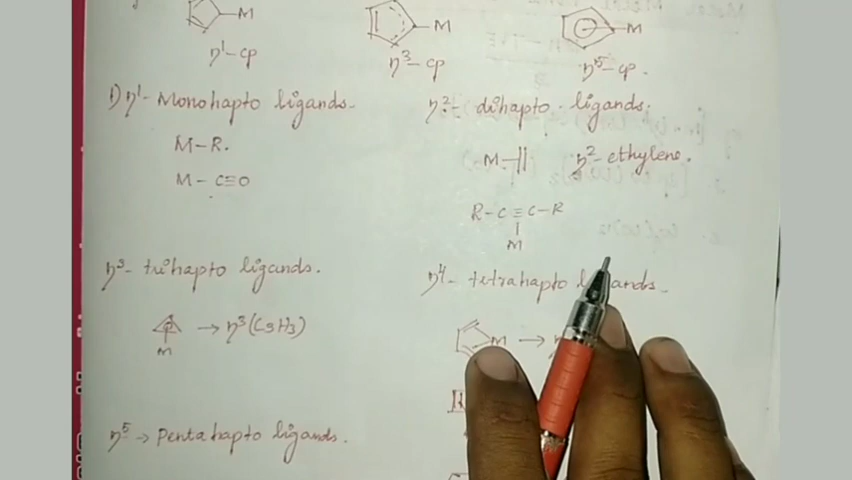 M M M
η¹-cp η³-cp η⁵-cp.
1) η¹- Monohapto ligands-
M-R.
M- C≡O
η²- dihapto ligands:
M-|| η²-ethylene.
R-C≡C-R
M
η³- trihapto ligands.
M → η³(C3H3)
η⁴- tetrahapto ligands-
M →
η⁵ → Pentahapto ligands.